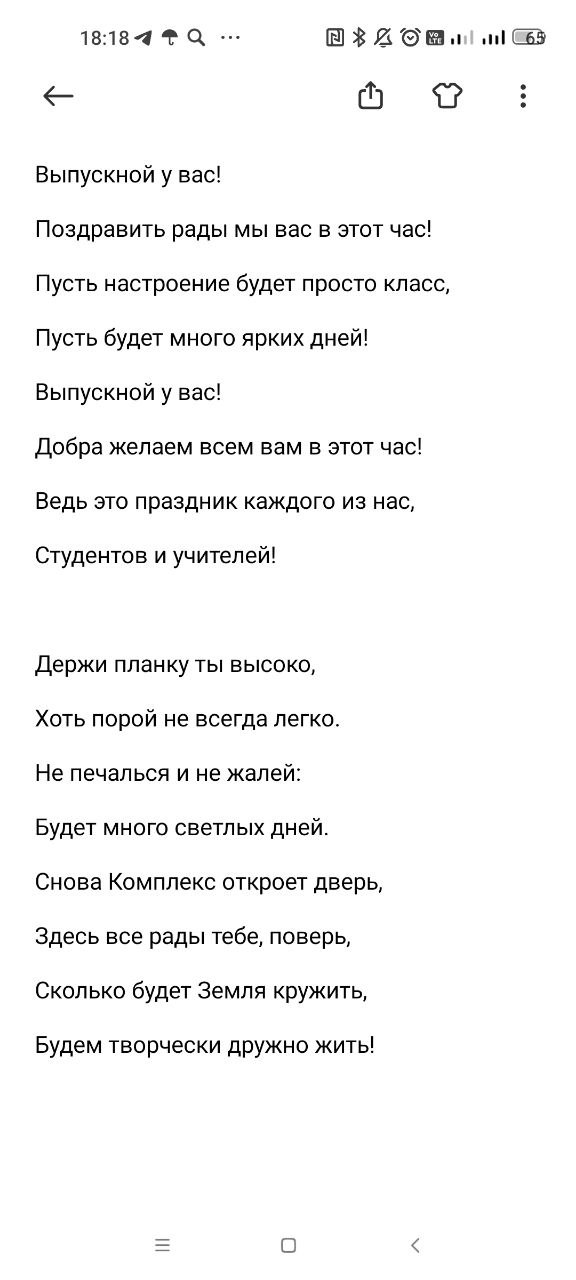 18:18
65
Выпускной у вас!
Поздравить рады мы вас в этот час!
Пусть настроение будет просто класс,
Пусть будет много ярких дней!
Выпускной у вас!
Добра желаем всем вам в этот час!
Ведь это праздник каждого из нас,
Студентов и учителей!
Держи планку ты высоко,
Хоть порой не всегда легко.
Не печалься и не жалей:
Будет много светлых дней.
Снова Комплекс откроет дверь,
Здесь все рады тебе, поверь,
Сколько будет Земля кружить,
Будем творчески дружно жить!